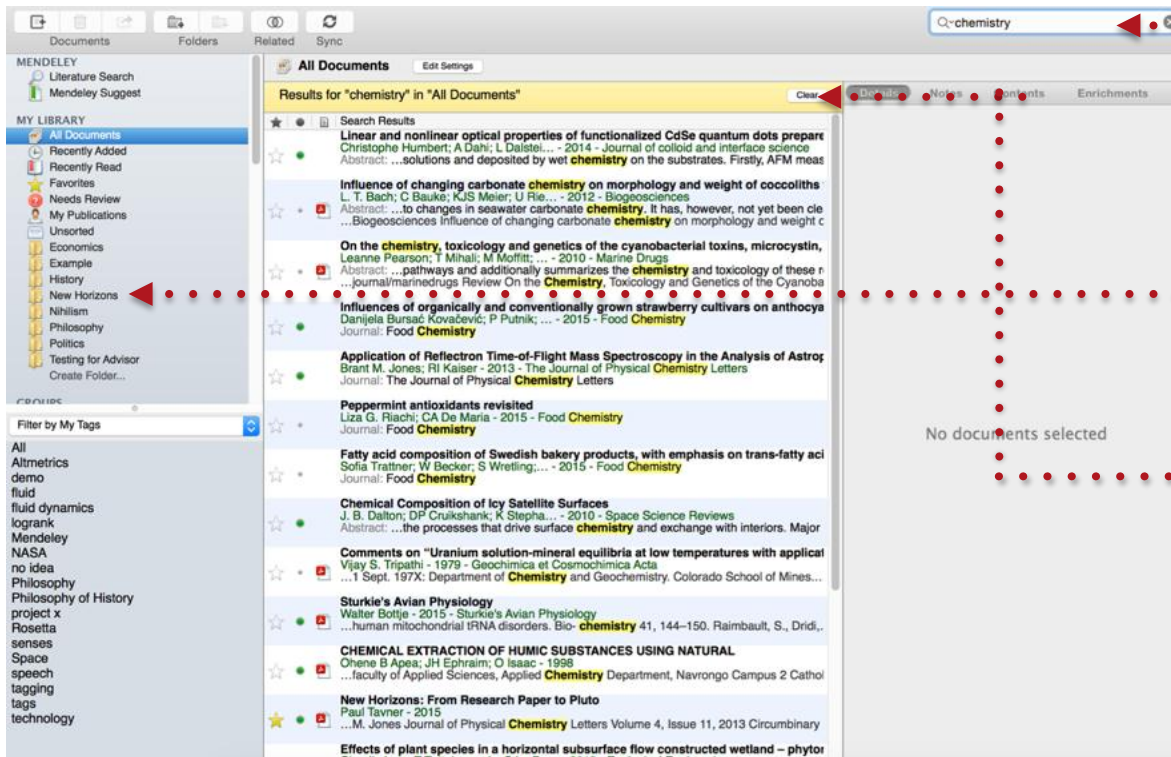 chemistry
Documents Folders Related Sync
MENDELEY
Literature Search
Mendeley Suggest
MY LIBRARY
All Documents
Recently Added
Recently Read
Favorites
Needs Review
My Publications
Unsorted
Economics
Example
History
New Horizons
Nihilism
Philosophy
Politics
Testing for Advisor
Create Folder...
GROUPS
Filter by My Tags
All
Altmetrics
demo
fluid
fluid dynamics
logrank
Mendeley
NASA
no idea
Philosophy
Philosophy of History
project x
Rosetta
senses
Space
speech
tagging
tags
technology
All Documents Edit Settings
Results for "chemistry" in "All Documents" Clear
Search Results
Linear and nonlinear optical properties of functionalized CdSe quantum dots prepare
Christophe Humbert; A Dahi; L Dalstei... - 2014 - Journal of colloid and interface science
Abstract: ...solutions and deposited by wet chemistry on the substrates. Firstly, AFM meas
Influence of changing carbonate chemistry on morphology and weight of coccoliths
L. T. Bach; C Bauke; KJS Meier; U Rie... - 2012 - Biogeosciences
Abstract: ...to changes in seawater carbonate chemistry. It has, however, not yet been cle
...Biogeosciences Influence of changing carbonate chemistry on morphology and weight c
On the chemistry, toxicology and genetics of the cyanobacterial toxins, microcystin,
Leanne Pearson; T Mihali; M Moffitt; ... - 2010 - Marine Drugs
Abstract: ...pathways and additionally summarizes the chemistry and toxicology of these r
...journal/marinedrugs Review On the Chemistry, Toxicology and Genetics of the Cyanoba
Influences of organically and conventionally grown strawberry cultivars on anthocya
Danijela Bursać Kovačević; P Putnik; ... - 2015 - Food Chemistry
Journal: Food Chemistry
Application of Reflectron Time-of-Flight Mass Spectroscopy in the Analysis of Astrop
Brant M. Jones; RI Kaiser - 2013 - The Journal of Physical Chemistry Letters
Journal: The Journal of Physical Chemistry Letters
Peppermint antioxidants revisited
Liza G. Riachi; CA De Maria - 2015 - Food Chemistry
Journal: Food Chemistry
Fatty acid composition of Swedish bakery products, with emphasis on trans-fatty aci
Sofia Trattner; W Becker; S Wretling;... - 2015 - Food Chemistry
Journal: Food Chemistry
Chemical Composition of Icy Satellite Surfaces
J. B. Dalton; DP Cruikshank; K Stepha... - 2010 - Space Science Reviews
Abstract: ...the processes that drive surface chemistry and exchange with interiors. Major
Comments on “Uranium solution-mineral equilibria at low temperatures with applicat
Vijay S. Tripathi - 1979 - Geochimica et Cosmochimica Acta
...1 Sept. 197X: Department of Chemistry and Geochemistry. Colorado School of Mines...
Sturkie's Avian Physiology
Walter Bottje - 2015 - Sturkie's Avian Physiology
...human mitochondrial tRNA disorders. Bio- chemistry 41, 144–150. Raimbault, S., Dridi,.
CHEMICAL EXTRACTION OF HUMIC SUBSTANCES USING NATURAL
Ohene B Apea; JH Ephraim; O Isaac - 1998
...faculty of Applied Sciences, Applied Chemistry Department, Navrongo Campus 2 Cathol
New Horizons: From Research Paper to Pluto
Paul Tavner - 2015
...M. Jones Journal of Physical Chemistry Letters Volume 4, Issue 11, 2013 Circumbinary
Effects of plant species in a horizontal subsurface flow constructed wetland – phytor
Details Notes Contents Enrichments
No documents selected